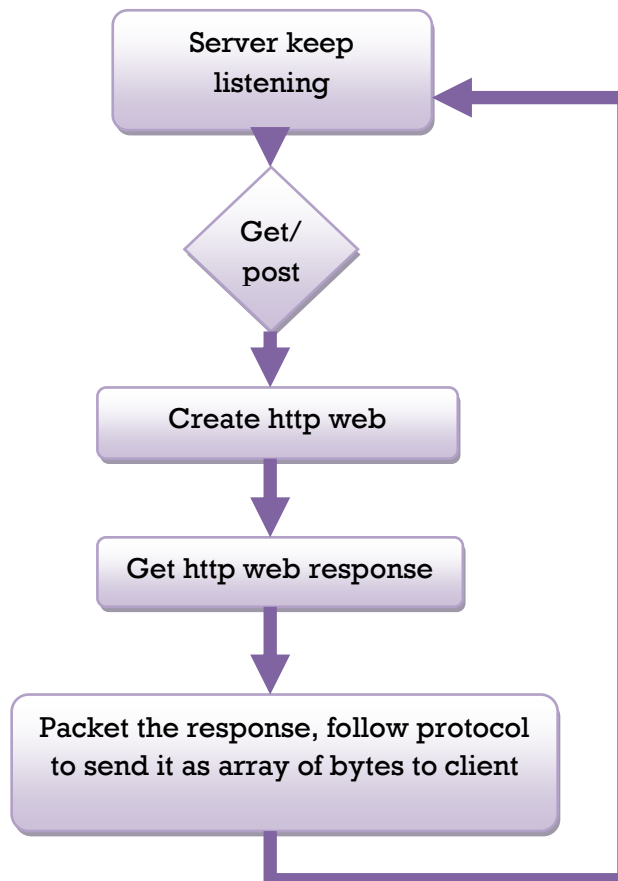 Server keep
listening
Get/
post
Create http web
Get http web response
Packet the response, follow protocol
to send it as array of bytes to client